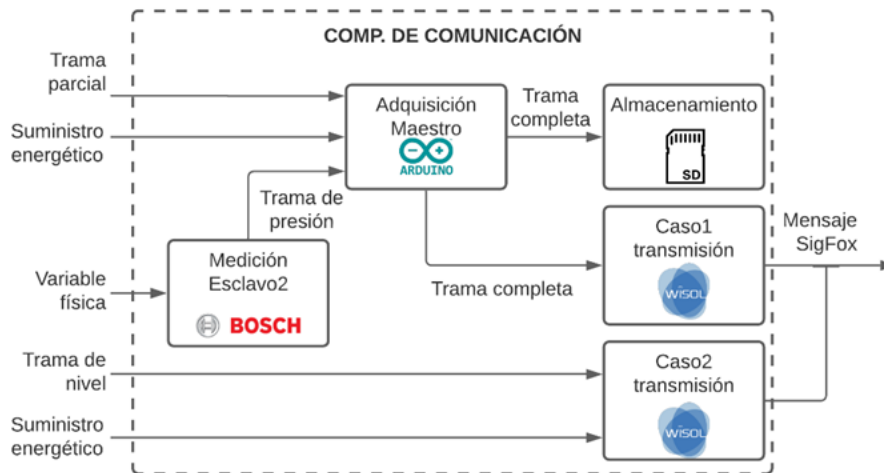 COMP. DE COMUNICACIÓN
Trama
parcial
Suministro
energético
Adquisición
Maestro
ARDUINO
Trama
completa
Almacenamiento
SD
Trama de
presión
Medición
Esclavo2
BOSCH
Variable
física
Trama completa
Caso1
transmisión
WiSOL
Mensaje
SigFox
Trama de
nivel
Suministro
energético
Caso2
transmisión
WiSOL